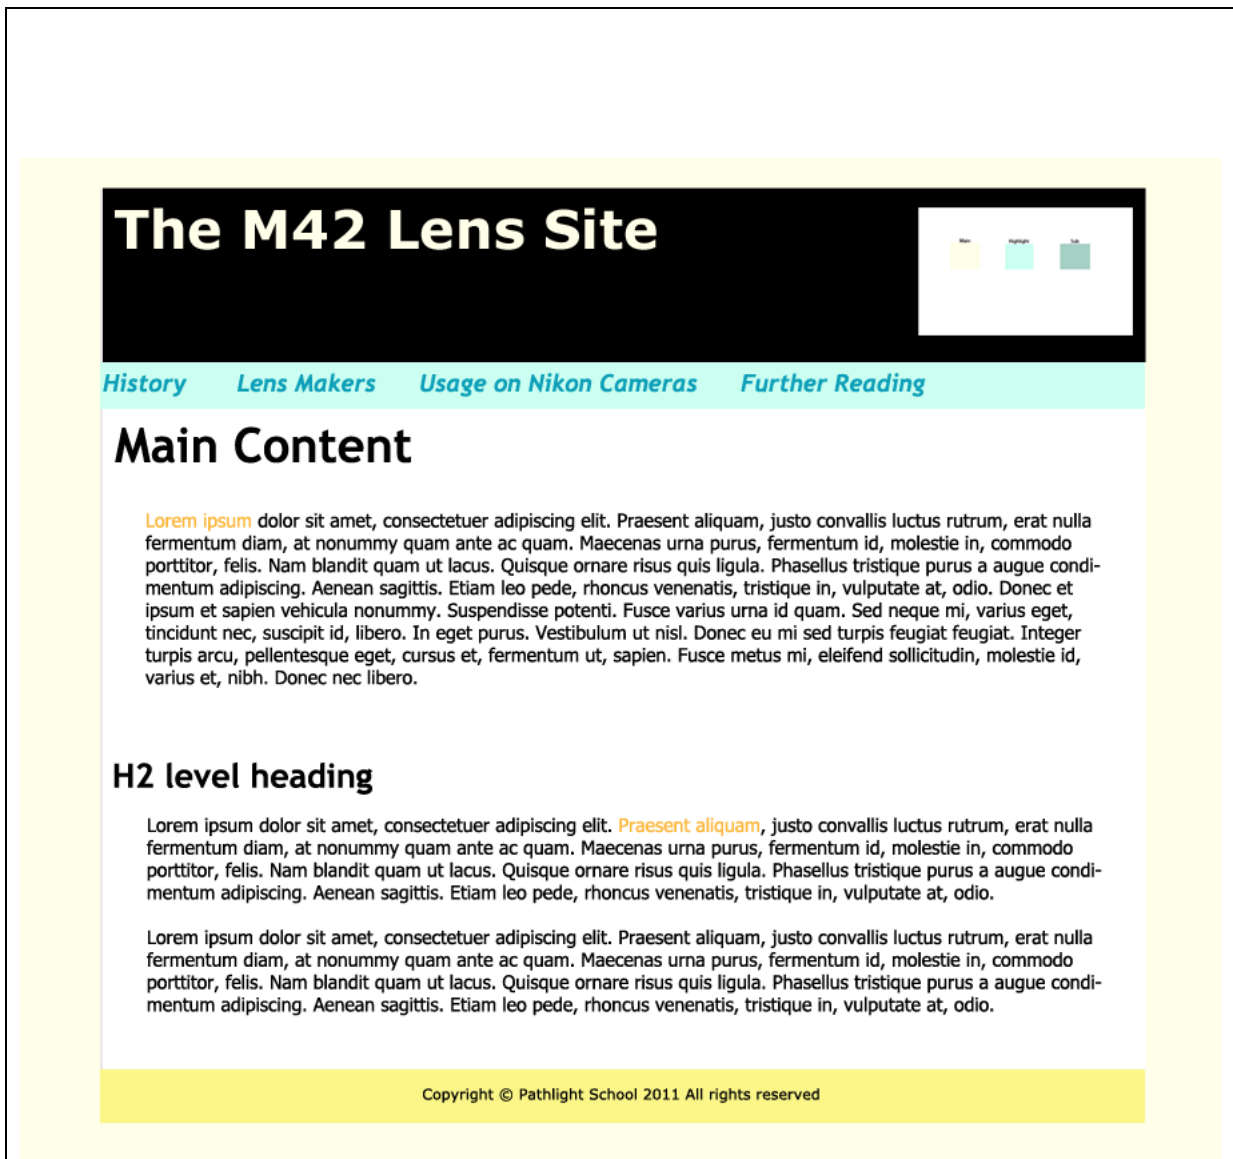 The M42 Lens Site
Main Highlight Sub
History Lens Makers Usage on Nikon Cameras Further Reading
Main Content
Lorem ipsum dolor sit amet, consectetuer adipiscing elit. Praesent aliquam, justo convallis luctus rutrum, erat nulla
fermentum diam, at nonummy quam ante ac quam. Maecenas urna purus, fermentum id, molestie in, commodo
porttitor, felis. Nam blandit quam ut lacus. Quisque ornare risus quis ligula. Phasellus tristique purus a augue condi-
mentum adipiscing. Aenean sagittis. Etiam leo pede, rhoncus venenatis, tristique in, vulputate at, odio. Donec et
ipsum et sapien vehicula nonummy. Suspendisse potenti. Fusce varius urna id quam. Sed neque mi, varius eget,
tincidunt nec, suscipit id, libero. In eget purus. Vestibulum ut nisl. Donec eu mi sed turpis feugiat feugiat. Integer
turpis arcu, pellentesque eget, cursus et, fermentum ut, sapien. Fusce metus mi, eleifend sollicitudin, molestie id,
varius et, nibh. Donec nec libero.
H2 level heading
Lorem ipsum dolor sit amet, consectetuer adipiscing elit. Praesent aliquam, justo convallis luctus rutrum, erat nulla
fermentum diam, at nonummy quam ante ac quam. Maecenas urna purus, fermentum id, molestie in, commodo
porttitor, felis. Nam blandit quam ut lacus. Quisque ornare risus quis ligula. Phasellus tristique purus a augue condi-
mentum adipiscing. Aenean sagittis. Etiam leo pede, rhoncus venenatis, tristique in, vulputate at, odio.
Lorem ipsum dolor sit amet, consectetuer adipiscing elit. Praesent aliquam, justo convallis luctus rutrum, erat nulla
fermentum diam, at nonummy quam ante ac quam. Maecenas urna purus, fermentum id, molestie in, commodo
porttitor, felis. Nam blandit quam ut lacus. Quisque ornare risus quis ligula. Phasellus tristique purus a augue condi-
mentum adipiscing. Aenean sagittis. Etiam leo pede, rhoncus venenatis, tristique in, vulputate at, odio.
Copyright © Pathlight School 2011 All rights reserved